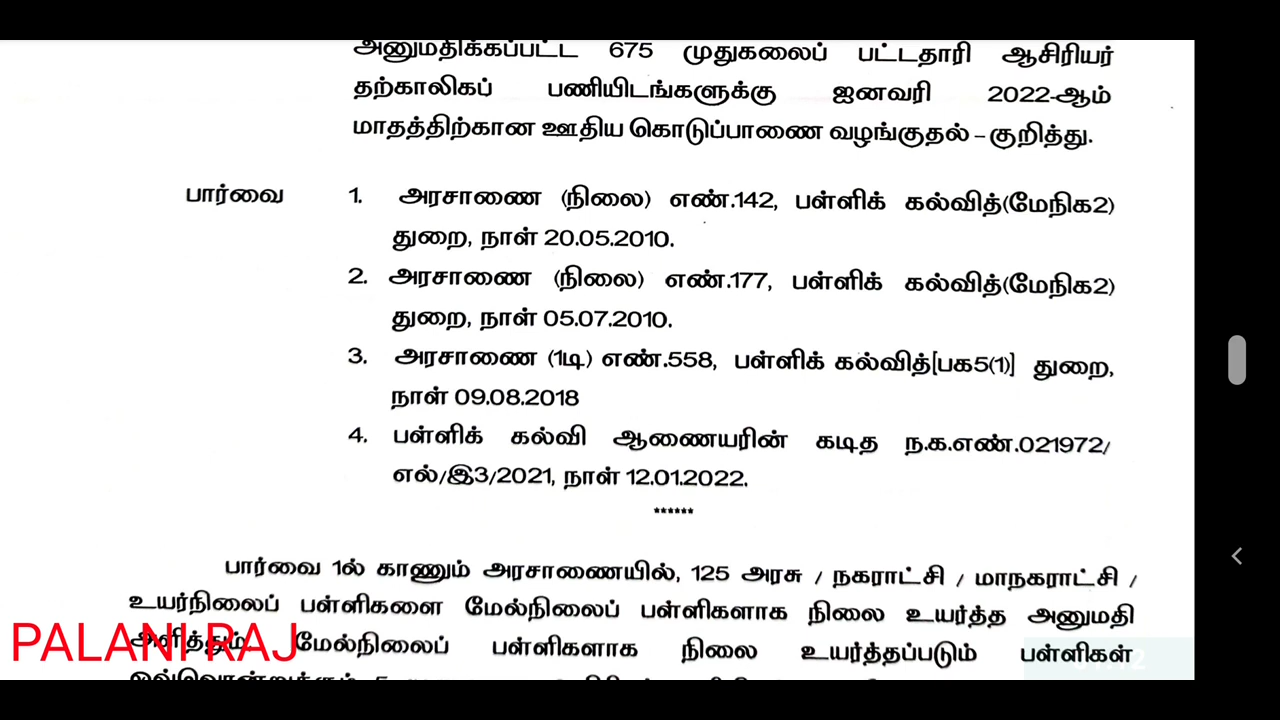 அனுமதிக்கப்பட்ட 675 முதுகலைப் பட்டதாரி ஆசிரியர்
தற்காலிகப் பணியிடங்களுக்கு ஜனவரி 2022-ஆம்
மாதத்திற்கான ஊதிய கொடுப்பாணை வழங்குதல் – குறித்து.
பார்வை 1. அரசாணை (நிலை) எண்.142, பள்ளிக் கல்வித்(மேநிக2)
துறை, நாள் 20.05.2010.
2. அரசாணை (நிலை) எண்.177, பள்ளிக் கல்வித்(மேநிக2)
துறை, நாள் 05.07.2010.
3. அரசாணை (1டி) எண்.558, பள்ளிக் கல்வித்[பக5(1)] துறை,
நாள் 09.08.2018
4. பள்ளிக் கல்வி ஆணையரின் கடித ந.க.எண்.021972/
எல்/இ3/2021, நாள் 12.01.2022.
******
பார்வை 1ல் காணும் அரசாணையில், 125 அரசு / நகராட்சி / மாநகராட்சி /
உயர்நிலைப் பள்ளிகளை மேல்நிலைப் பள்ளிகளாக நிலை உயர்த்த அனுமதி
PALANI RAJ
அளித்தும் மேல்நிலைப் பள்ளிகளாக நிலை உயர்த்தப்படும் பள்ளிகள்